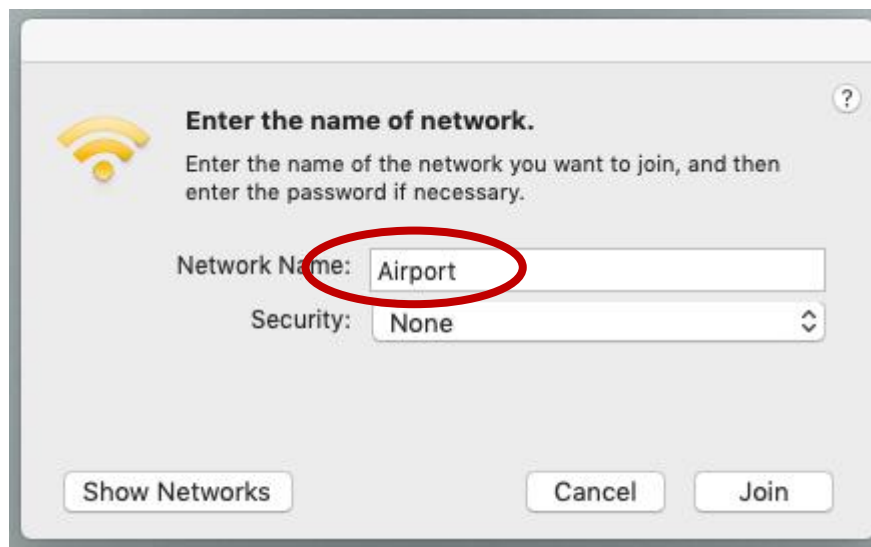 ?
Enter the name of network.
Enter the name of the network you want to join, and then
enter the password if necessary.
Network Name: Airport
Security: None
Show Networks Cancel Join